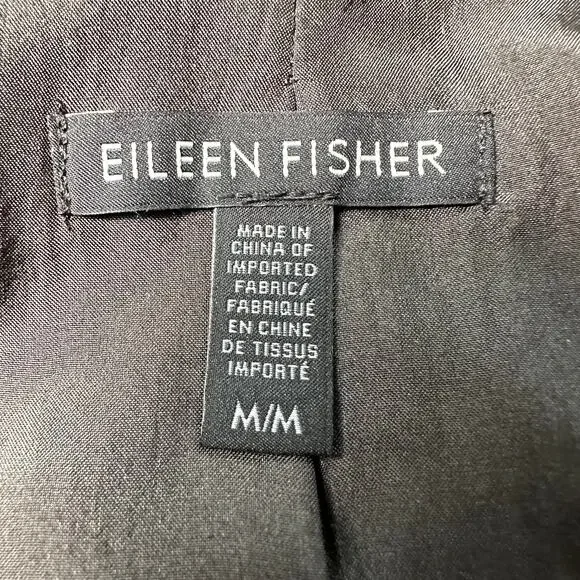 EILEEN FISHER
MADE IN
CHINA OF
IMPORTED
FABRIC/
FABRIQUÉ
EN CHINE
DE TISSUS
IMPORTÉ
M/M